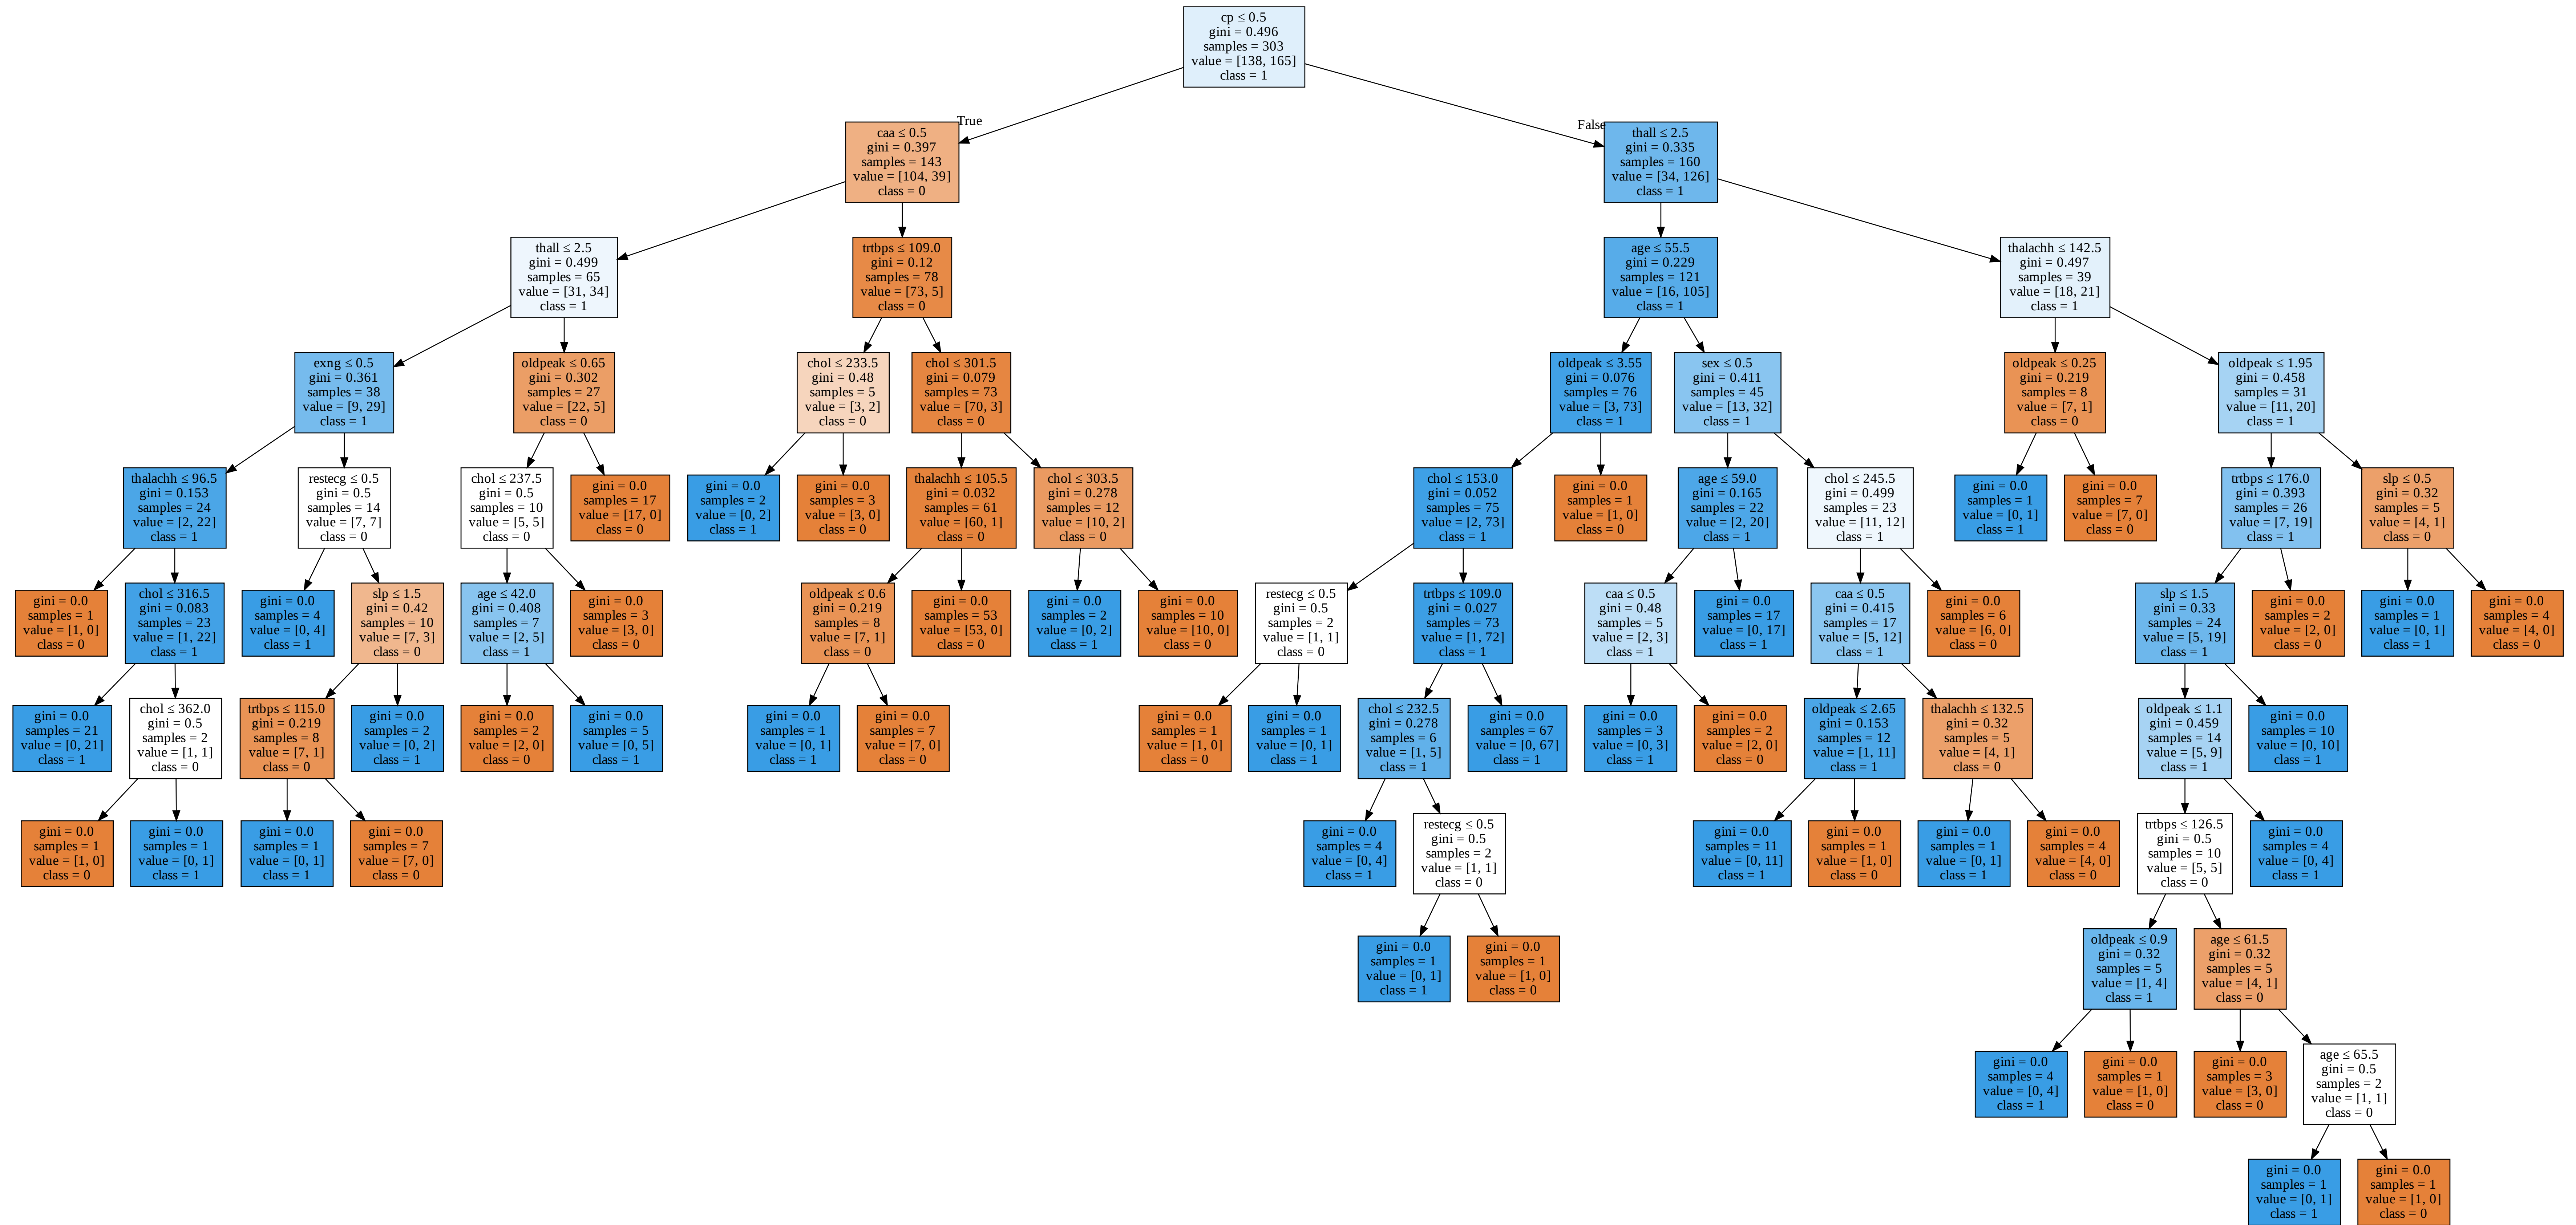 cp ≤ 0.5
gini = 0.496
samples = 303
value = [138, 165]
class = 1
True
False
caa ≤ 0.5
gini = 0.397
samples = 143
value = [104, 39]
class = 0
thall ≤ 2.5
gini = 0.335
samples = 160
value = [34, 126]
class = 1
thall ≤ 2.5
gini = 0.499
samples = 65
value = [31, 34]
class = 1
trtbps ≤ 109.0
gini = 0.12
samples = 78
value = [73, 5]
class = 0
age ≤ 55.5
gini = 0.229
samples = 121
value = [16, 105]
class = 1
thalachh ≤ 142.5
gini = 0.497
samples = 39
value = [18, 21]
class = 1
exng ≤ 0.5
gini = 0.361
samples = 38
value = [9, 29]
class = 1
oldpeak ≤ 0.65
gini = 0.302
samples = 27
value = [22, 5]
class = 0
chol ≤ 233.5
gini = 0.48
samples = 5
value = [3, 2]
class = 0
chol ≤ 301.5
gini = 0.079
samples = 73
value = [70, 3]
class = 0
oldpeak ≤ 3.55
gini = 0.076
samples = 76
value = [3, 73]
class = 1
sex ≤ 0.5
gini = 0.411
samples = 45
value = [13, 32]
class = 1
oldpeak ≤ 0.25
gini = 0.219
samples = 8
value = [7, 1]
class = 0
oldpeak ≤ 1.95
gini = 0.458
samples = 31
value = [11, 20]
class = 1
thalachh ≤ 96.5
gini = 0.153
samples = 24
value = [2, 22]
class = 1
restecg ≤ 0.5
gini = 0.5
samples = 14
value = [7, 7]
class = 0
chol ≤ 237.5
gini = 0.5
samples = 10
value = [5, 5]
class = 0
gini = 0.0
samples = 17
value = [17, 0]
class = 0
gini = 0.0
samples = 2
value = [0, 2]
class = 1
gini = 0.0
samples = 3
value = [3, 0]
class = 0
thalachh ≤ 105.5
gini = 0.032
samples = 61
value = [60, 1]
class = 0
chol ≤ 303.5
gini = 0.278
samples = 12
value = [10, 2]
class = 0
chol ≤ 153.0
gini = 0.052
samples = 75
value = [2, 73]
class = 1
gini = 0.0
samples = 1
value = [1, 0]
class = 0
age ≤ 59.0
gini = 0.165
samples = 22
value = [2, 20]
class = 1
chol ≤ 245.5
gini = 0.499
samples = 23
value = [11, 12]
class = 1
gini = 0.0
samples = 1
value = [0, 1]
class = 1
gini = 0.0
samples = 7
value = [7, 0]
class = 0
trtbps ≤ 176.0
gini = 0.393
samples = 26
value = [7, 19]
class = 1
slp ≤ 0.5
gini = 0.32
samples = 5
value = [4, 1]
class = 0
gini = 0.0
samples = 1
value = [1, 0]
class = 0
chol ≤ 316.5
gini = 0.083
samples = 23
value = [1, 22]
class = 1
gini = 0.0
samples = 4
value = [0, 4]
class = 1
slp ≤ 1.5
gini = 0.42
samples = 10
value = [7, 3]
class = 0
age ≤ 42.0
gini = 0.408
samples = 7
value = [2, 5]
class = 1
gini = 0.0
samples = 3
value = [3, 0]
class = 0
oldpeak ≤ 0.6
gini = 0.219
samples = 8
value = [7, 1]
class = 0
gini = 0.0
samples = 53
value = [53, 0]
class = 0
gini = 0.0
samples = 2
value = [0, 2]
class = 1
gini = 0.0
samples = 10
value = [10, 0]
class = 0
restecg ≤ 0.5
gini = 0.5
samples = 2
value = [1, 1]
class = 0
trtbps ≤ 109.0
gini = 0.027
samples = 73
value = [1, 72]
class = 1
caa ≤ 0.5
gini = 0.48
samples = 5
value = [2, 3]
class = 1
gini = 0.0
samples = 17
value = [0, 17]
class = 1
caa ≤ 0.5
gini = 0.415
samples = 17
value = [5, 12]
class = 1
gini = 0.0
samples = 6
value = [6, 0]
class = 0
slp ≤ 1.5
gini = 0.33
samples = 24
value = [5, 19]
class = 1
gini = 0.0
samples = 2
value = [2, 0]
class = 0
gini = 0.0
samples = 1
value = [0, 1]
class = 1
gini = 0.0
samples = 4
value = [4, 0]
class = 0
gini = 0.0
samples = 21
value = [0, 21]
class = 1
chol ≤ 362.0
gini = 0.5
samples = 2
value = [1, 1]
class = 0
trtbps ≤ 115.0
gini = 0.219
samples = 8
value = [7, 1]
class = 0
gini = 0.0
samples = 2
value = [0, 2]
class = 1
gini = 0.0
samples = 2
value = [2, 0]
class = 0
gini = 0.0
samples = 5
value = [0, 5]
class = 1
gini = 0.0
samples = 1
value = [0, 1]
class = 1
gini = 0.0
samples = 7
value = [7, 0]
class = 0
gini = 0.0
samples = 1
value = [1, 0]
class = 0
gini = 0.0
samples = 1
value = [0, 1]
class = 1
chol ≤ 232.5
gini = 0.278
samples = 6
value = [1, 5]
class = 1
gini = 0.0
samples = 67
value = [0, 67]
class = 1
gini = 0.0
samples = 3
value = [0, 3]
class = 1
gini = 0.0
samples = 2
value = [2, 0]
class = 0
oldpeak ≤ 2.65
gini = 0.153
samples = 12
value = [1, 11]
class = 1
thalachh ≤ 132.5
gini = 0.32
samples = 5
value = [4, 1]
class = 0
oldpeak ≤ 1.1
gini = 0.459
samples = 14
value = [5, 9]
class = 1
gini = 0.0
samples = 10
value = [0, 10]
class = 1
gini = 0.0
samples = 1
value = [1, 0]
class = 0
gini = 0.0
samples = 1
value = [0, 1]
class = 1
gini = 0.0
samples = 1
value = [0, 1]
class = 1
gini = 0.0
samples = 7
value = [7, 0]
class = 0
gini = 0.0
samples = 4
value = [0, 4]
class = 1
restecg ≤ 0.5
gini = 0.5
samples = 2
value = [1, 1]
class = 0
gini = 0.0
samples = 11
value = [0, 11]
class = 1
gini = 0.0
samples = 1
value = [1, 0]
class = 0
gini = 0.0
samples = 1
value = [0, 1]
class = 1
gini = 0.0
samples = 4
value = [4, 0]
class = 0
trtbps ≤ 126.5
gini = 0.5
samples = 10
value = [5, 5]
class = 0
gini = 0.0
samples = 4
value = [0, 4]
class = 1
gini = 0.0
samples = 1
value = [0, 1]
class = 1
gini = 0.0
samples = 1
value = [1, 0]
class = 0
oldpeak ≤ 0.9
gini = 0.32
samples = 5
value = [1, 4]
class = 1
age ≤ 61.5
gini = 0.32
samples = 5
value = [4, 1]
class = 0
gini = 0.0
samples = 4
value = [0, 4]
class = 1
gini = 0.0
samples = 1
value = [1, 0]
class = 0
gini = 0.0
samples = 3
value = [3, 0]
class = 0
age ≤ 65.5
gini = 0.5
samples = 2
value = [1, 1]
class = 0
gini = 0.0
samples = 1
value = [0, 1]
class = 1
gini = 0.0
samples = 1
value = [1, 0]
class = 0